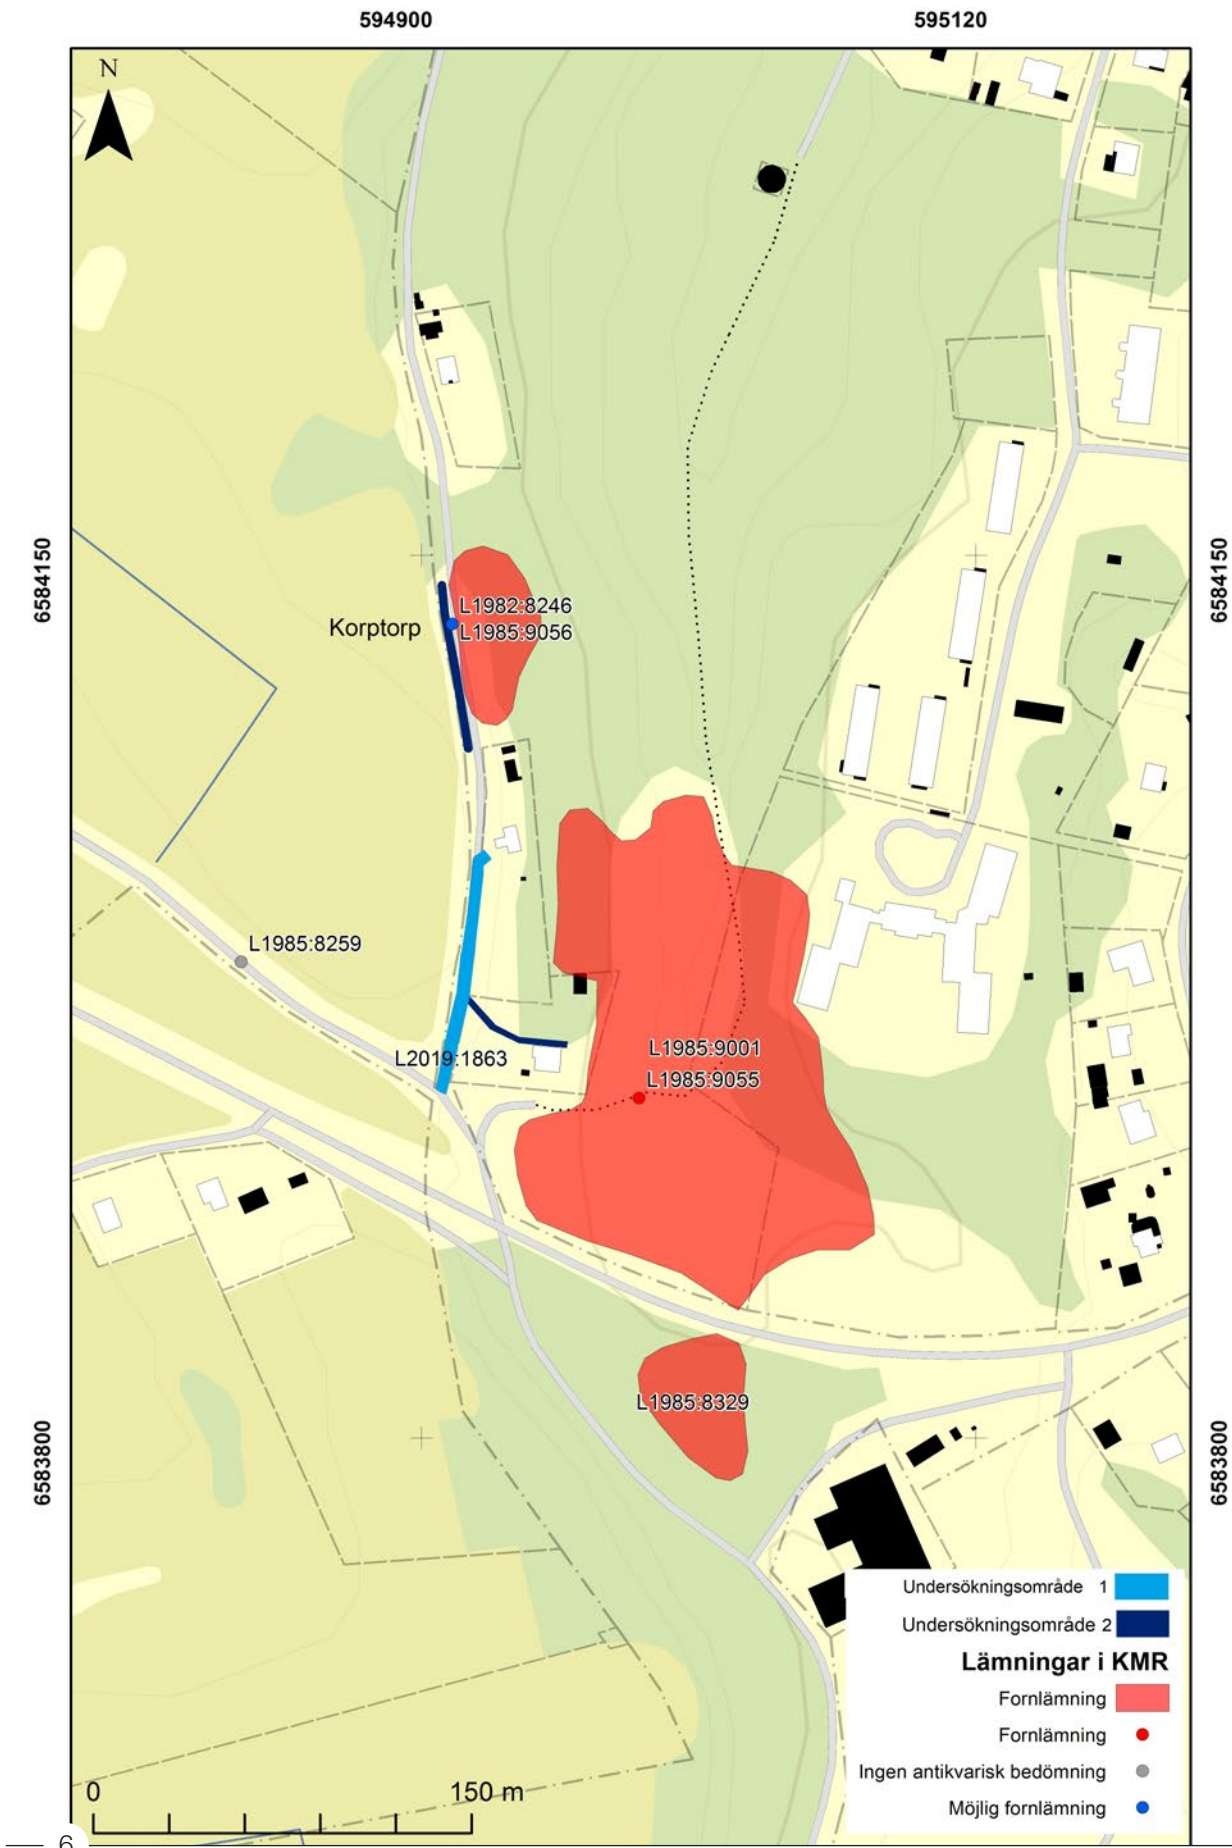 594900 595120
N
6584150 6584150
L1982:8246
Korptorp
L1985:9056
L1985:8259
L2019:1863
L1985:9001
L1985:9055
L1985:8329
6583800 6583800
Undersökningsområde 1
Undersökningsområde 2
Lämningar i KMR
Fornlämning
Fornlämning
Ingen antikvarisk bedömning
Möjlig fornlämning
0 150 m
6